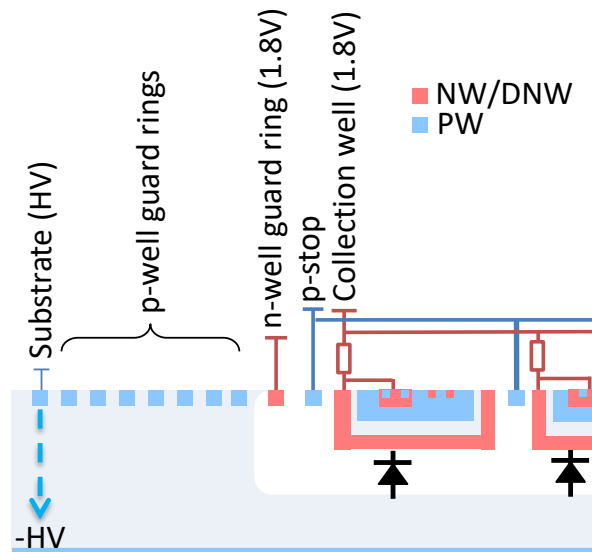 Substrate (HV)
p-well guard rings
n-well guard ring (1.8V)
p-stop
Collection well (1.8V)
NW/DNW
PW
-HV